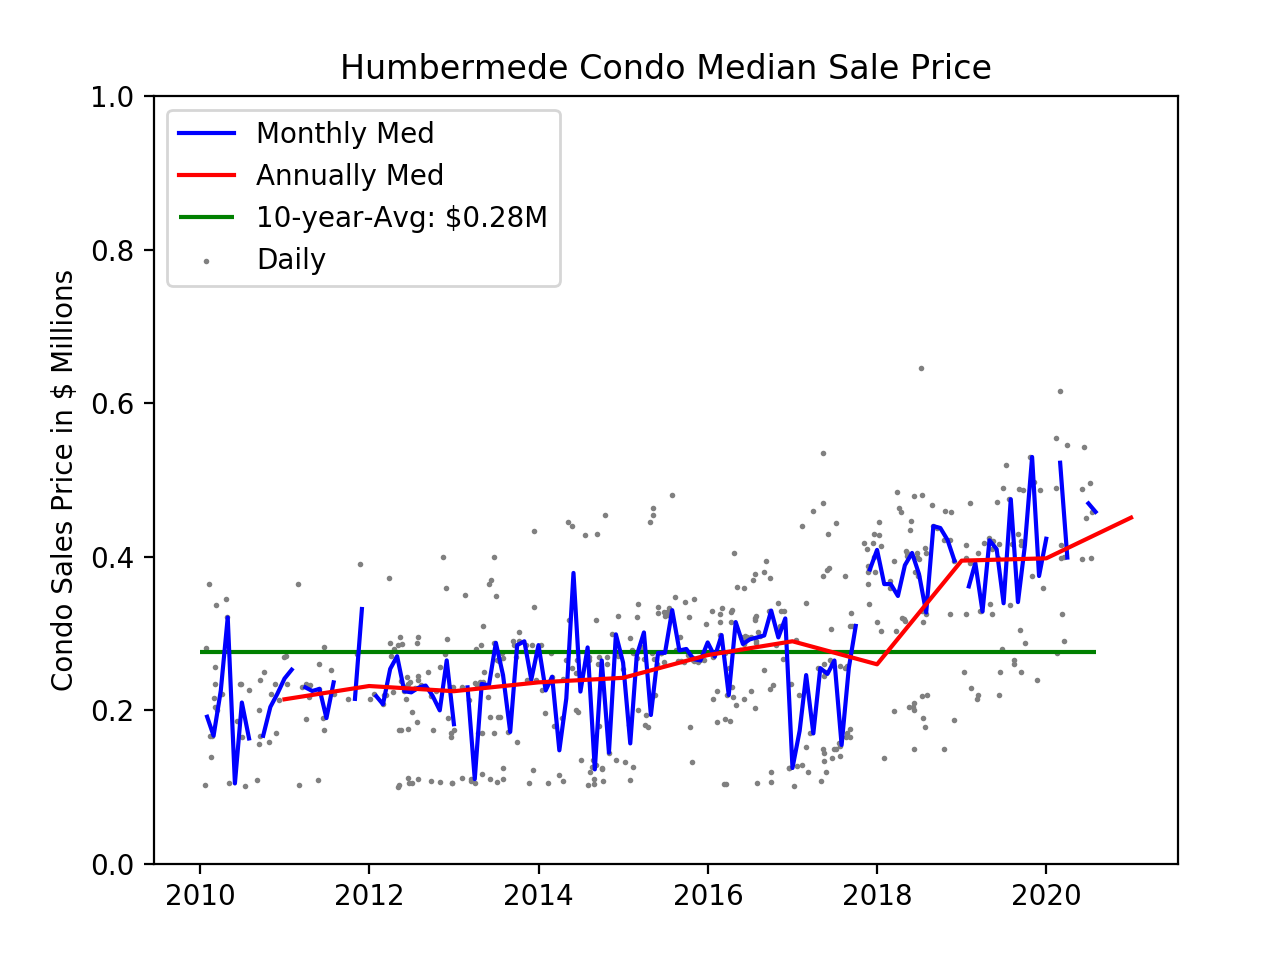 Humbermede Condo Median Sale Price
Condo Sales Price in $ Millions
1.0
0.8
0.6
0.4
0.2
0.0
Monthly Med
Annually Med
10-year-Avg: $0.28M
Daily
2010 2012 2014 2016 2018 2020